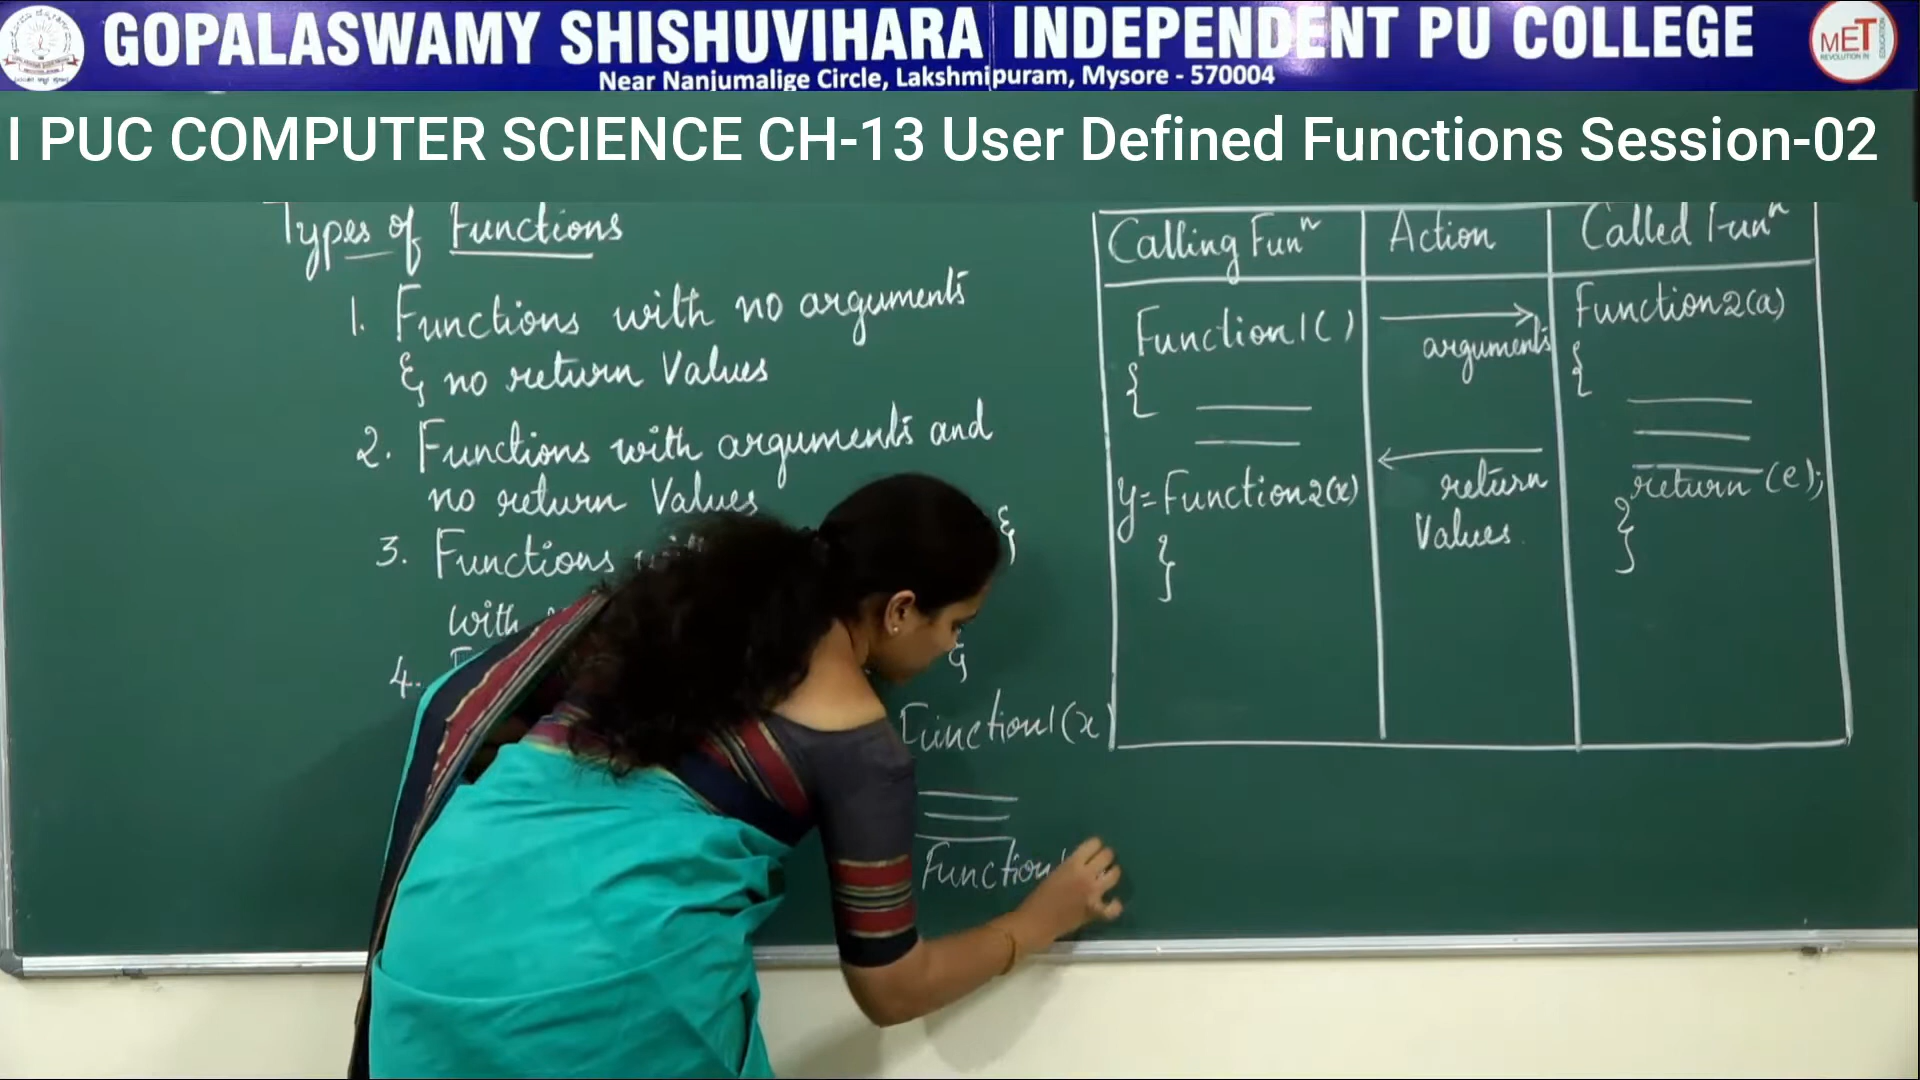 GOPALASWAMY SHISHUVIHARA INDEPENDENT PU COLLEGE
Near Nanjumalige Circle, Lakshmipuram, Mysore - 570004
MET
I PUC COMPUTER SCIENCE CH-13 User Defined Functions Session-02
Types of Functions
1. Functions with no arguments
& no return Values
2. Functions with arguments and
no return Values
3. Functions &
with
4. &
Function1(x)
Function
Calling Funⁿ Action Called Funⁿ
Function1() arguments Function2(a)
{ {
y=Function2(x) return Values return(e);
} }